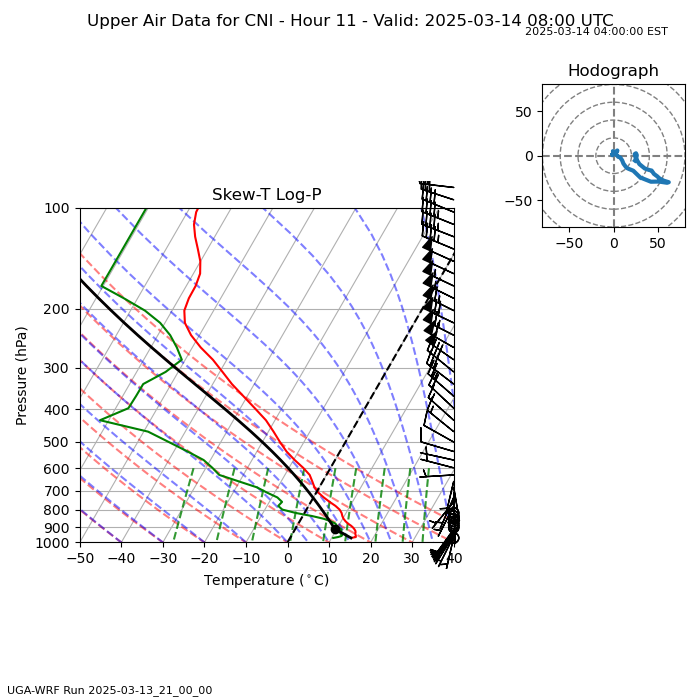 Upper Air Data for CNI - Hour 11 - Valid: 2025-03-14 08:00 UTC
2025-03-14 04:00:00 EST
Hodograph
50
0
−50
−50 0 50
Skew-T Log-P
100
200
300
400
500
600
700
800
900
1000
Pressure (hPa)
−50 −40 −30 −20 −10 0 10 20 30 40
Temperature (°C)
UGA-WRF Run 2025-03-13_21_00_00